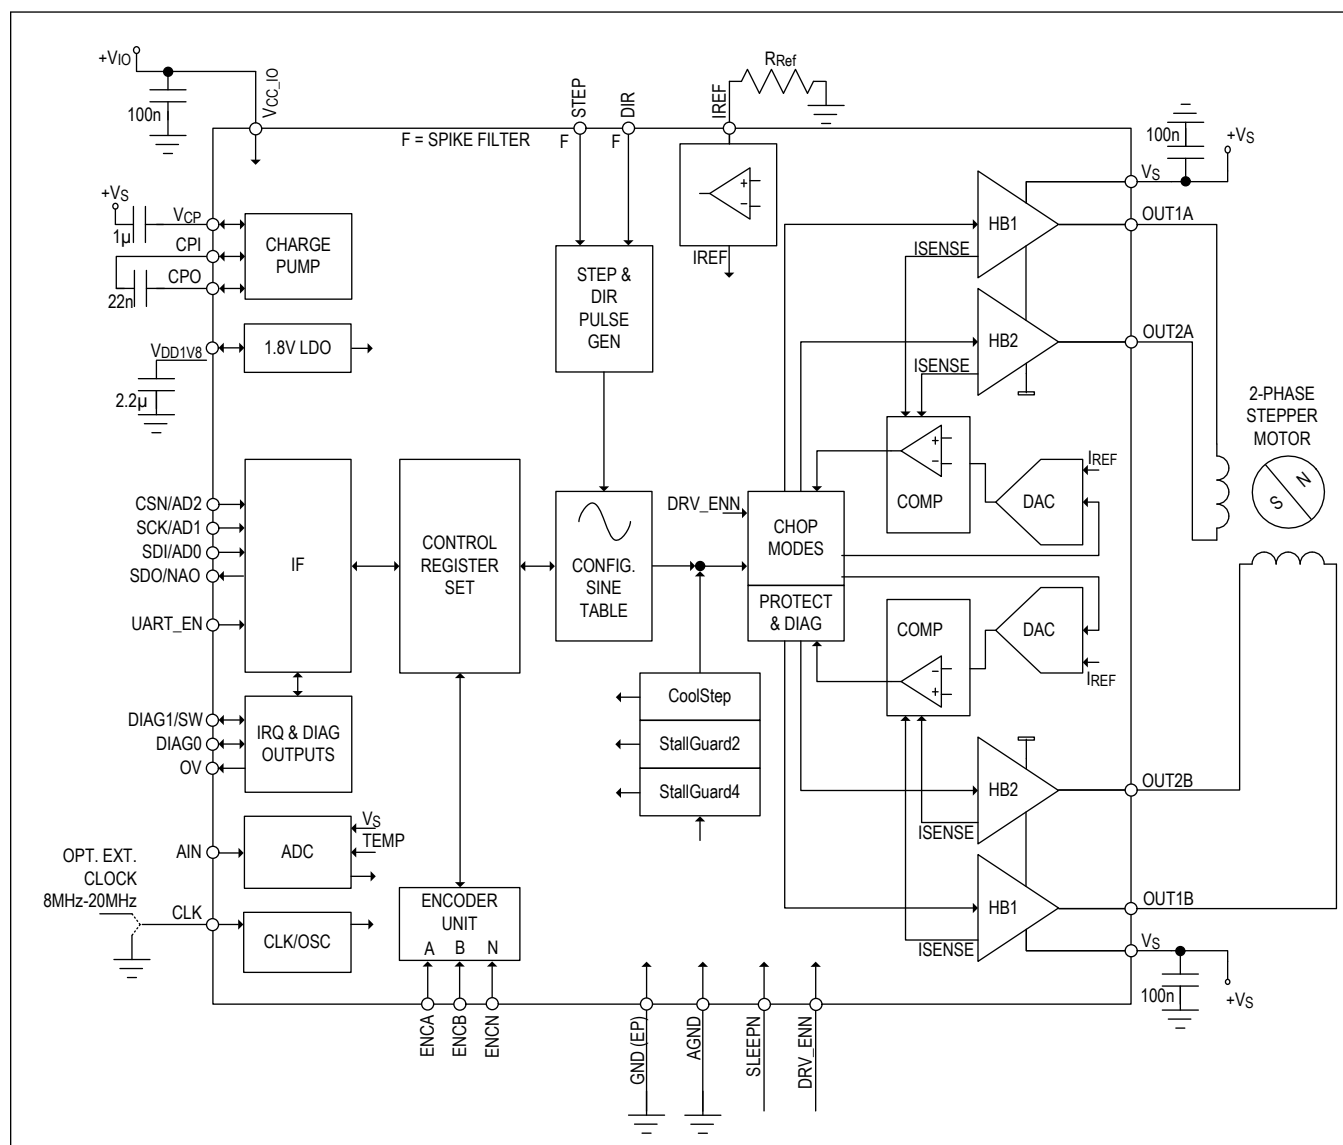 +VIO
100n
VCC_IO
F = SPIKE FILTER
STEP
F
DIR
F
IREF
RRef
+
−
IREF
100n
+VS
VS
+VS
1µ
VCP
CPI
CPO
22n
CHARGE
PUMP
VDD1V8
2.2µ
1.8V LDO
STEP &
DIR
PULSE
GEN
HB1
ISENSE
OUT1A
HB2
ISENSE
OUT2A
2-PHASE
STEPPER
MOTOR
S
N
+
−
COMP
DAC
IREF
CSN/AD2
SCK/AD1
SDI/AD0
SDO/NAO
UART_EN
IF
CONTROL
REGISTER
SET
CONFIG.
SINE
TABLE
DRV_ENN
CHOP
MODES
PROTECT
& DIAG
COMP
−
+
DAC
IREF
DIAG1/SW
DIAG0
OV
IRQ & DIAG
OUTPUTS
CoolStep
StallGuard2
StallGuard4
HB2
ISENSE
OUT2B
HB1
ISENSE
OUT1B
VS
100n
+VS
AIN
ADC
VS
TEMP
OPT. EXT.
CLOCK
8MHz-20MHz
CLK
CLK/OSC
ENCODER
UNIT
A B N
ENCA
ENCB
ENCN
GND (EP)
AGND
SLEEPN
DRV_ENN